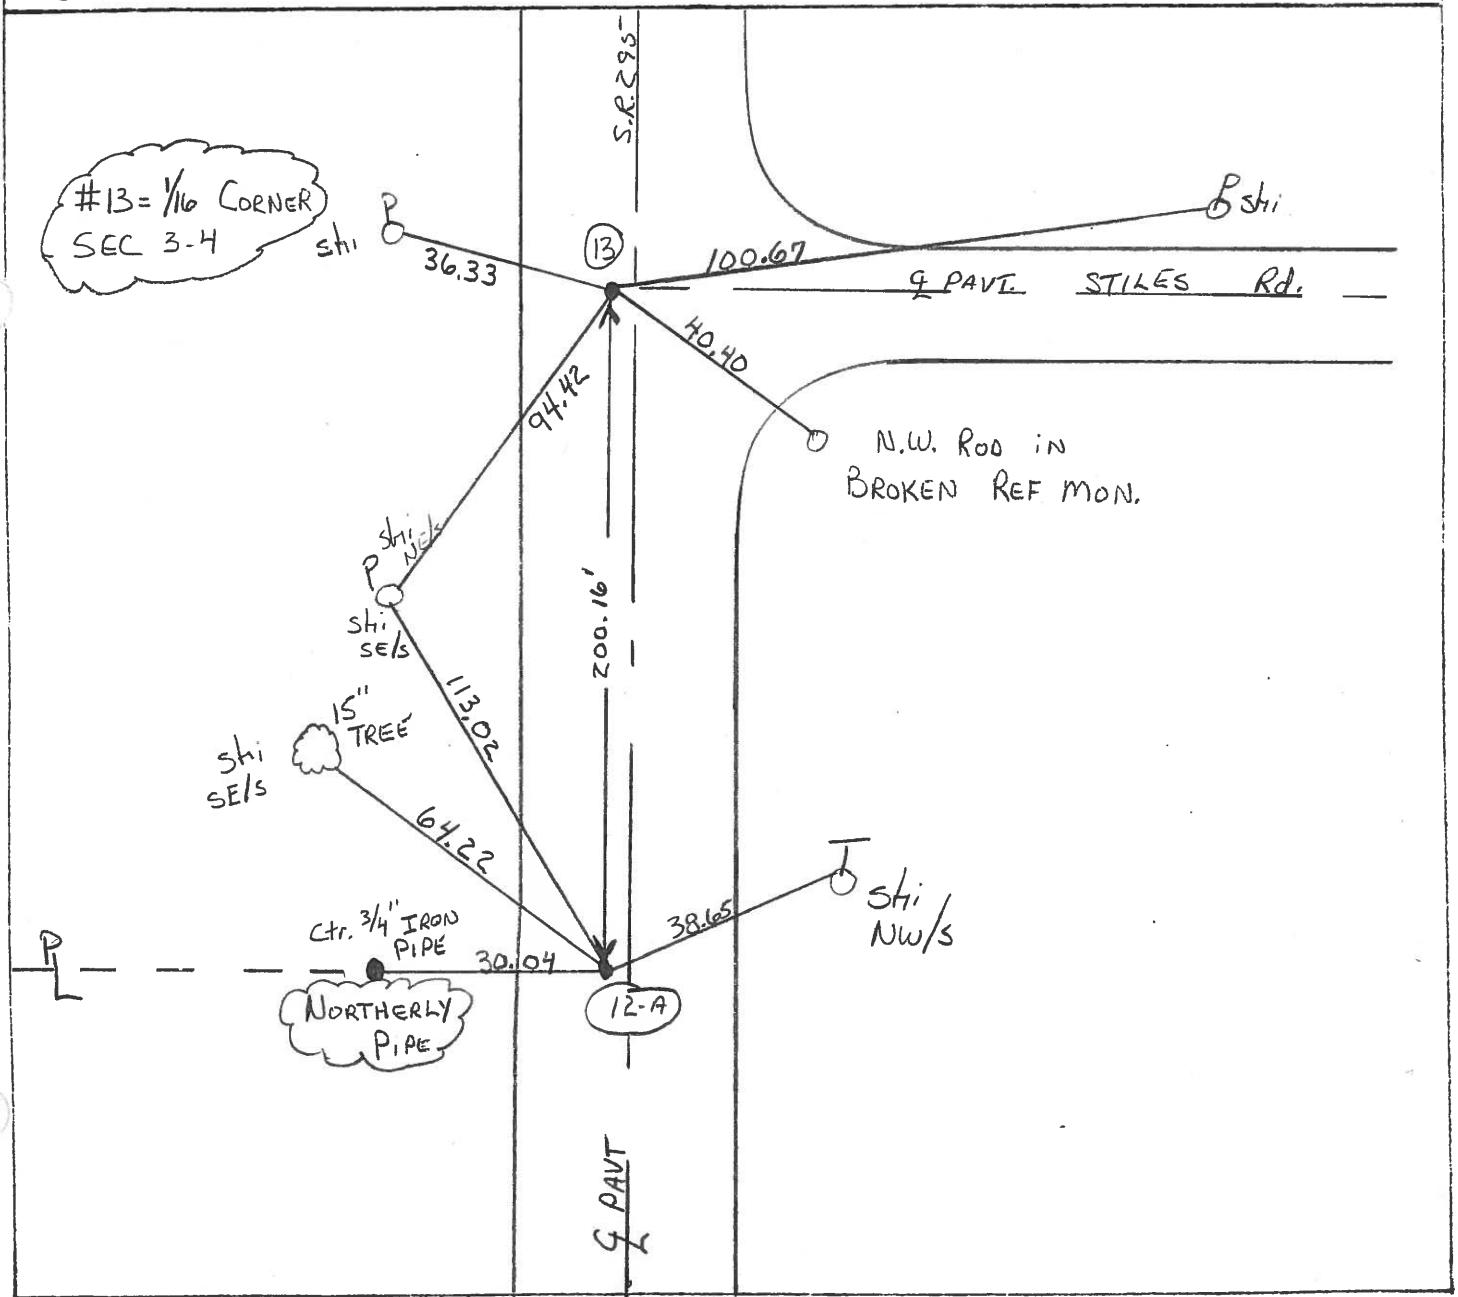 S.R. 295
#13 = 1/16 CORNER
SEC 3-4
P
shi
36.33
13
100.67
P shi
℄ PAVT. STILES Rd.
40.40
94.42
N.W. ROD iN
BROKEN REF MON.
shi
NE/s
P
shi
SE/s
200.16'
113.02
15"
TREE
shi
SE/s
64.22
Ctr. 3/4" IRON
PIPE
30.04
38.65
T
shi
NW/s
PL
NORTHERLY
PIPE
12-A
℄ PAVT